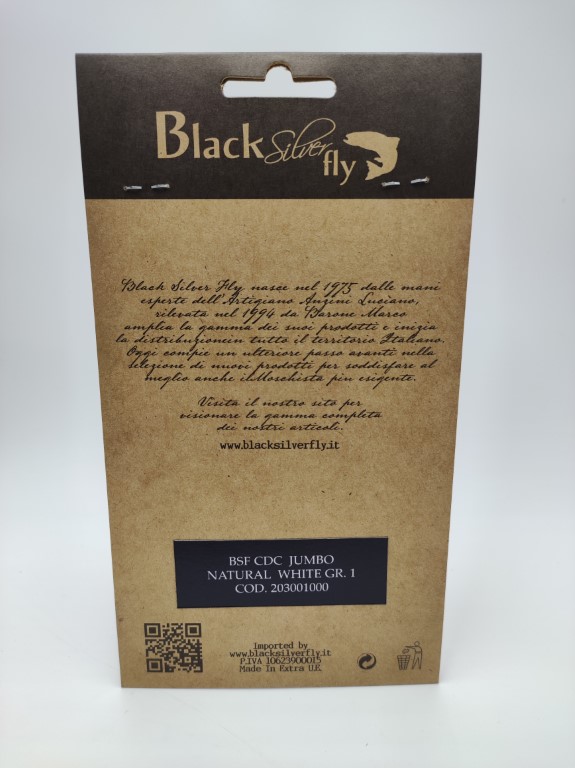 Black Silver fly
Black Silver Fly nasce nel 1975 dalle mani
esperte dell'Artigiano Anzini Luciano,
rilevata nel 1994 da Barone Marco
amplia la gamma dei suoi prodotti e inizia
la distribuzionein tutto il territorio Italiano.
Oggi compie un ulteriore passo avanti nella
selezione di nuovi prodotti per soddisfare al
meglio anche il Moschista più esigente.
Visita il nostro sito per
visionare la gamma completa
dei nostri articoli.
www.blacksilverfly.it
BSF CDC JUMBO
NATURAL WHITE GR. 1
COD. 203001000
Imported by
www.blacksilverfly.it
P.IVA 10623900015
Made In Extra U.E.